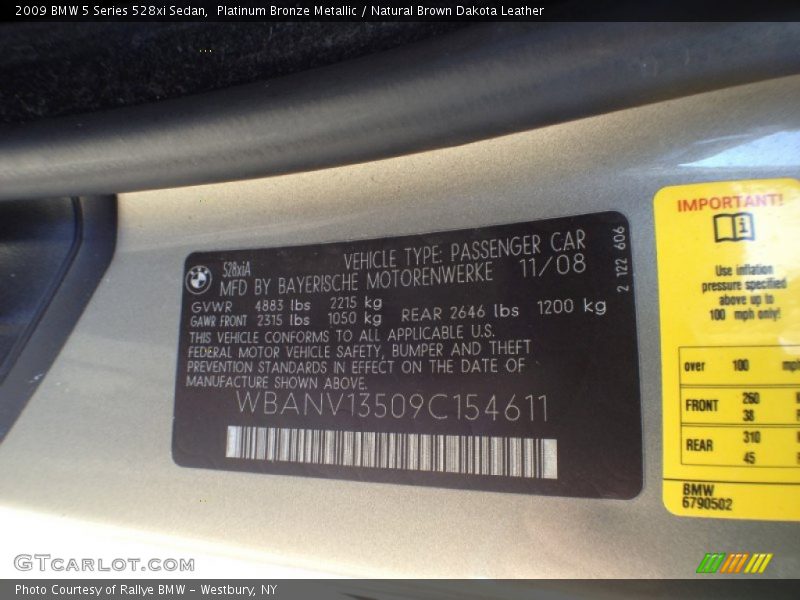 2009 BMW 5 Series 528xi Sedan,  Platinum Bronze Metallic / Natural Brown Dakota Leather
528xiA
VEHICLE TYPE: PASSENGER CAR
MFD BY BAYERISCHE MOTORENWERKE 11/08
GVWR 4883 lbs 2215 kg
GAWR FRONT 2315 lbs 1050 kg REAR 2646 lbs 1200 kg
THIS VEHICLE CONFORMS TO ALL APPLICABLE U.S.
FEDERAL MOTOR VEHICLE SAFETY, BUMPER AND THEFT
PREVENTION STANDARDS IN EFFECT ON THE DATE OF
MANUFACTURE SHOWN ABOVE.
WBANV13509C154611
2 122 606
IMPORTANT!
Use inflation
pressure specified
above up to
100 mph only!
over 100 mph
FRONT 260
38
REAR 310
45
BMW
6790502
GTCARLOT.COM
Photo Courtesy of Rallye BMW – Westbury, NY